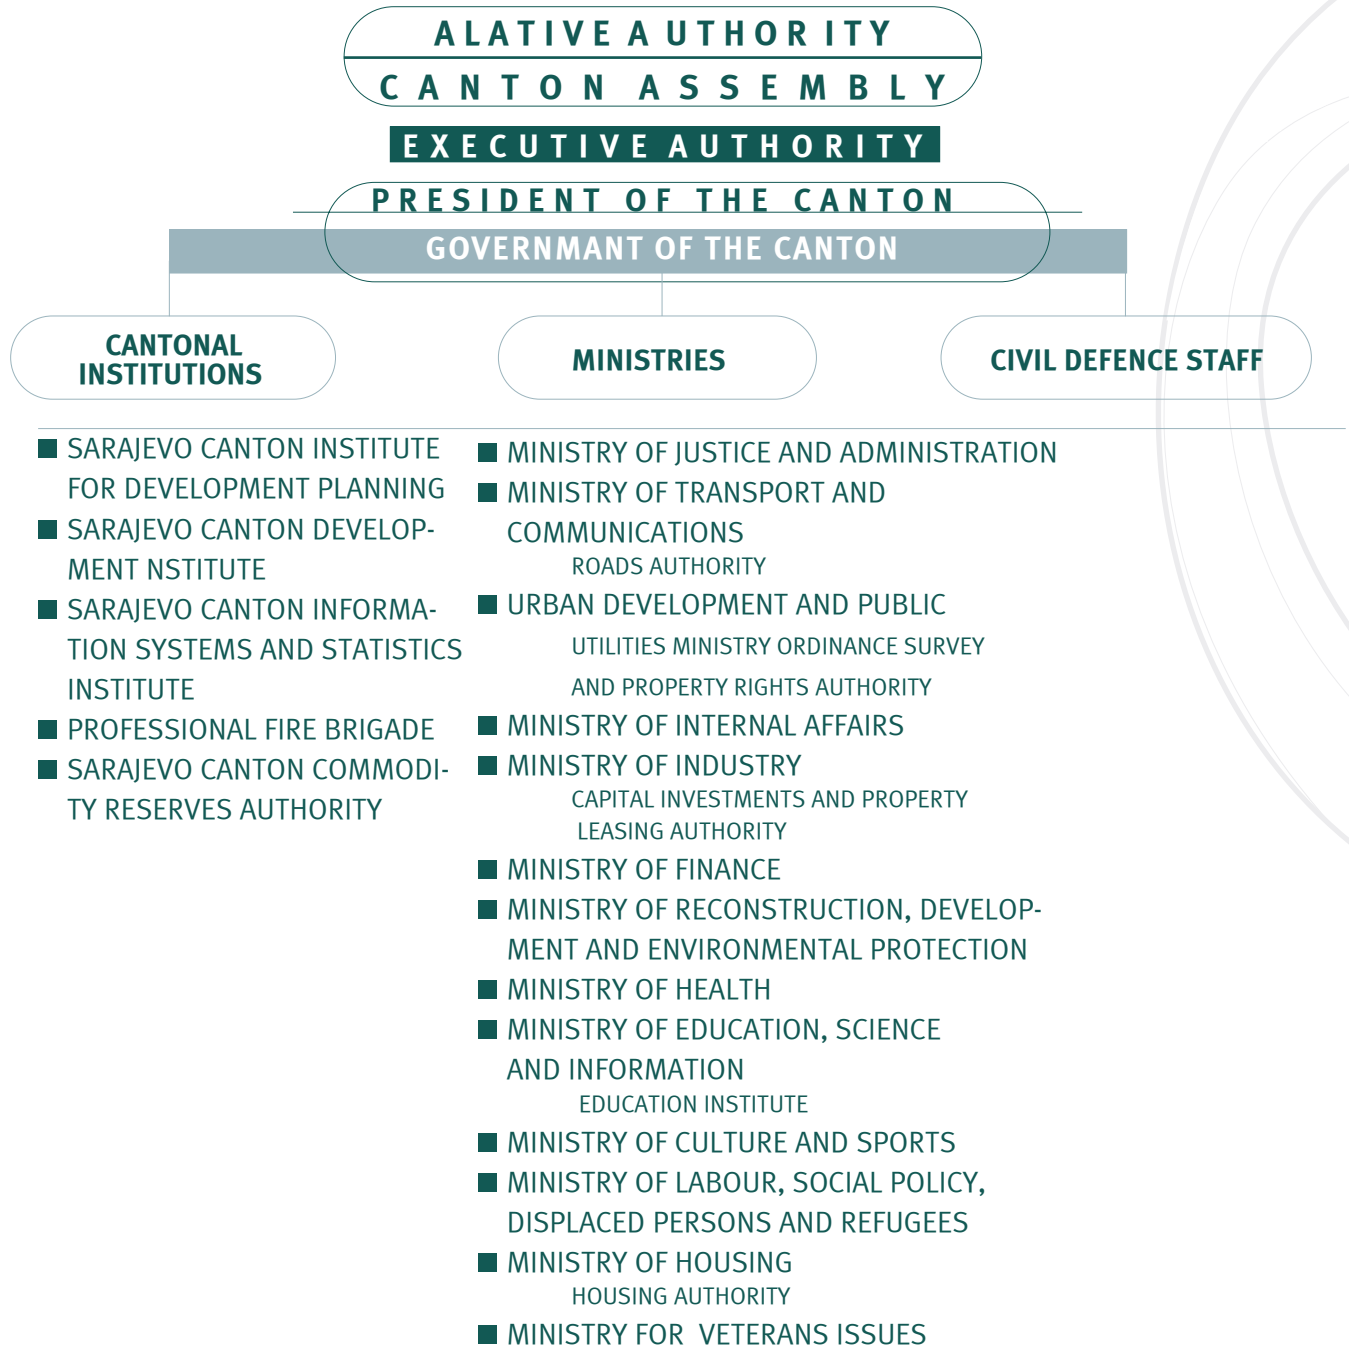 ALATIVE AUTHORITY
CANTON ASSEMBLY
EXECUTIVE AUTHORITY
PRESIDENT OF THE CANTON
GOVERNMANT OF THE CANTON
CANTONAL
INSTITUTIONS
MINISTRIES
CIVIL DEFENCE STAFF
SARAJEVO CANTON INSTITUTE
FOR DEVELOPMENT PLANNING
SARAJEVO CANTON DEVELOP-
MENT NSTITUTE
SARAJEVO CANTON INFORMA-
TION SYSTEMS AND STATISTICS
INSTITUTE
PROFESSIONAL FIRE BRIGADE
SARAJEVO CANTON COMMODI-
TY RESERVES AUTHORITY
MINISTRY OF JUSTICE AND ADMINISTRATION
MINISTRY OF TRANSPORT AND
COMMUNICATIONS
ROADS AUTHORITY
URBAN DEVELOPMENT AND PUBLIC
UTILITIES MINISTRY ORDINANCE SURVEY
AND PROPERTY RIGHTS AUTHORITY
MINISTRY OF INTERNAL AFFAIRS
MINISTRY OF INDUSTRY
CAPITAL INVESTMENTS AND PROPERTY
LEASING AUTHORITY
MINISTRY OF FINANCE
MINISTRY OF RECONSTRUCTION, DEVELOP-
MENT AND ENVIRONMENTAL PROTECTION
MINISTRY OF HEALTH
MINISTRY OF EDUCATION, SCIENCE
AND INFORMATION
EDUCATION INSTITUTE
MINISTRY OF CULTURE AND SPORTS
MINISTRY OF LABOUR, SOCIAL POLICY,
DISPLACED PERSONS AND REFUGEES
MINISTRY OF HOUSING
HOUSING AUTHORITY
MINISTRY FOR VETERANS ISSUES